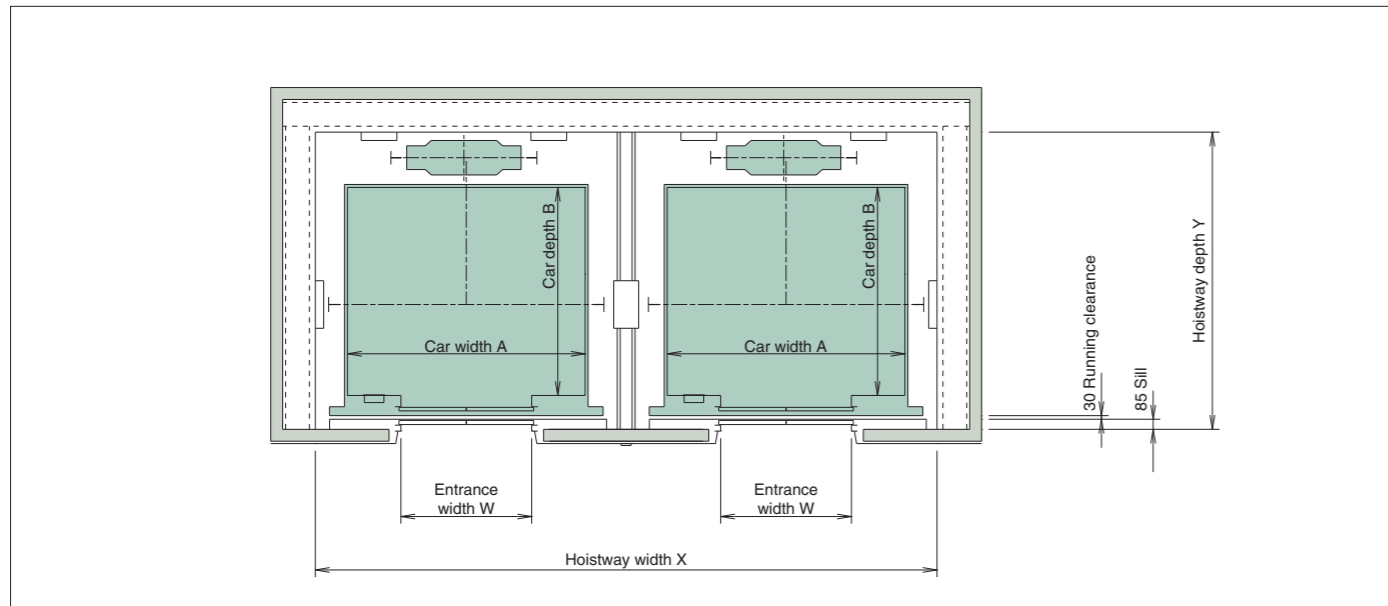 Car depth B
Car depth B
Car width A
Car width A
Hoistway depth Y
30 Running clearance
85 Sill
Entrance
width W
Entrance
width W
Hoistway width X